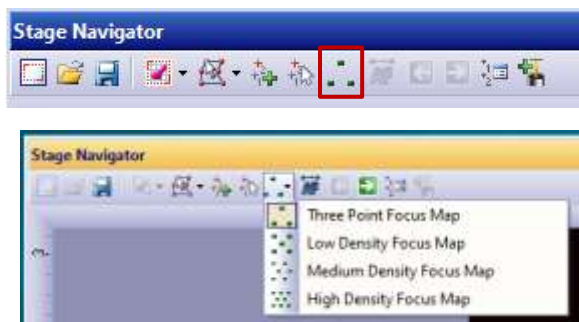 Stage Navigator
Stage Navigator
Three Point Focus Map
Low Density Focus Map
Medium Density Focus Map
High Density Focus Map